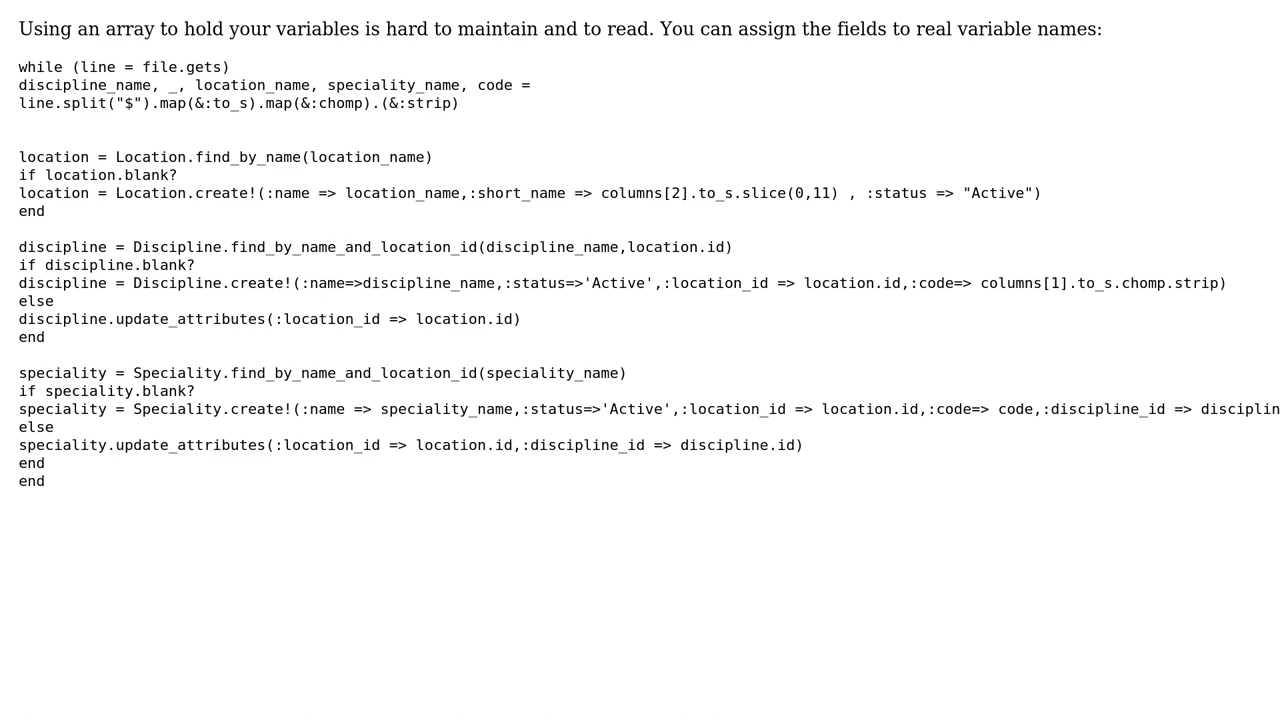 Using an array to hold your variables is hard to maintain and to read. You can assign the fields to real variable names:
while (line = file.gets)
discipline_name, _, location_name, speciality_name, code =
line.split("$").map(&:to_s).map(&:chomp).(&:strip)
location = Location.find_by_name(location_name)
if location.blank?
location = Location.create!(:name => location_name,:short_name => columns[2].to_s.slice(0,11) , :status => "Active")
end
discipline = Discipline.find_by_name_and_location_id(discipline_name,location.id)
if discipline.blank?
discipline = Discipline.create!(:name=>discipline_name,:status=>'Active',:location_id => location.id,:code=> columns[1].to_s.chomp.strip)
else
discipline.update_attributes(:location_id => location.id)
end
speciality = Speciality.find_by_name_and_location_id(speciality_name)
if speciality.blank?
speciality = Speciality.create!(:name => speciality_name,:status=>'Active',:location_id => location.id,:code=> code,:discipline_id => disciplin
else
speciality.update_attributes(:location_id => location.id,:discipline_id => discipline.id)
end
end